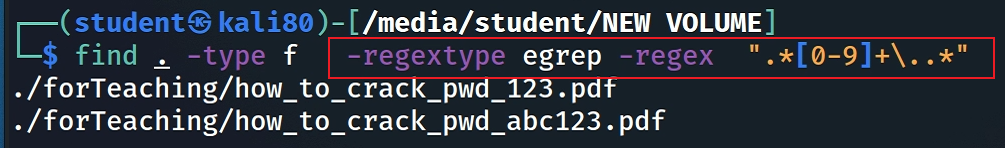 ┌──(student㉿kali80)-[/media/student/NEW VOLUME]
└─$ find . -type f -regextype egrep -regex ".*[0-9]+\..*"
./forTeaching/how_to_crack_pwd_123.pdf
./forTeaching/how_to_crack_pwd_abc123.pdf